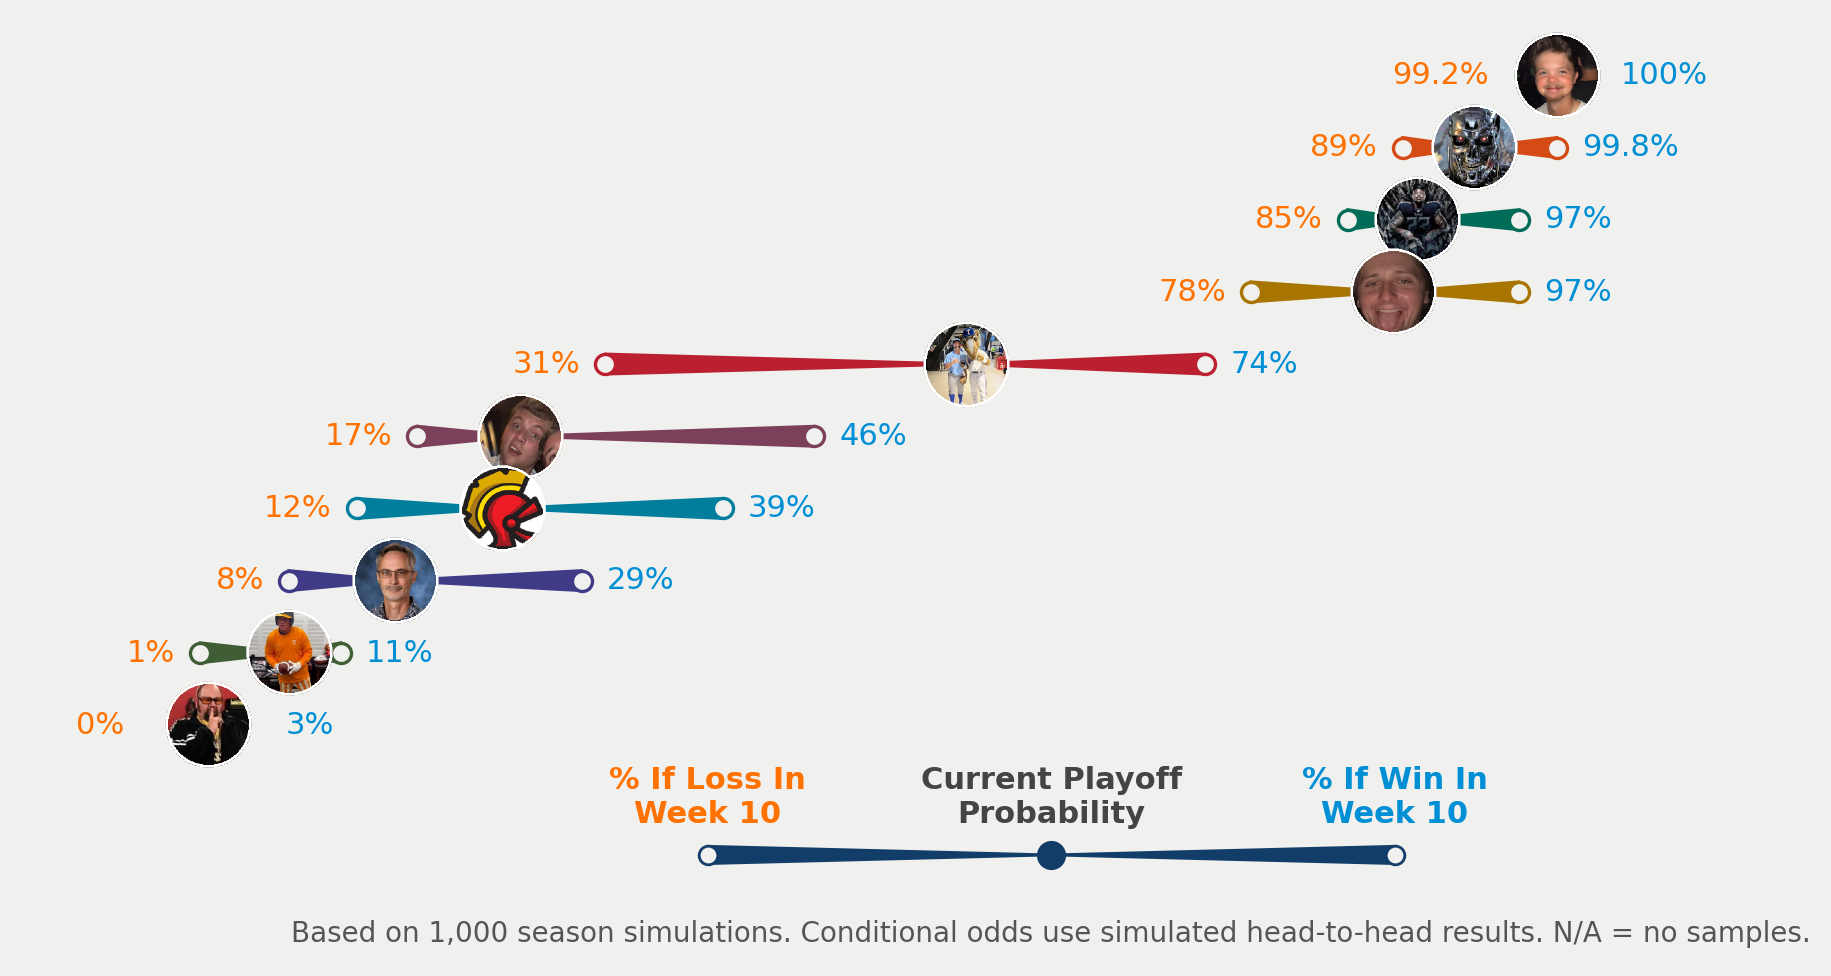 99.2% 100%
89% 99.8%
85% 97%
78% 97%
31% 74%
17% 46%
12% 39%
8% 29%
1% 11%
0% 3%
% If Loss In Week 10
Current Playoff Probability
% If Win In Week 10
Based on 1,000 season simulations. Conditional odds use simulated head-to-head results. N/A = no samples.